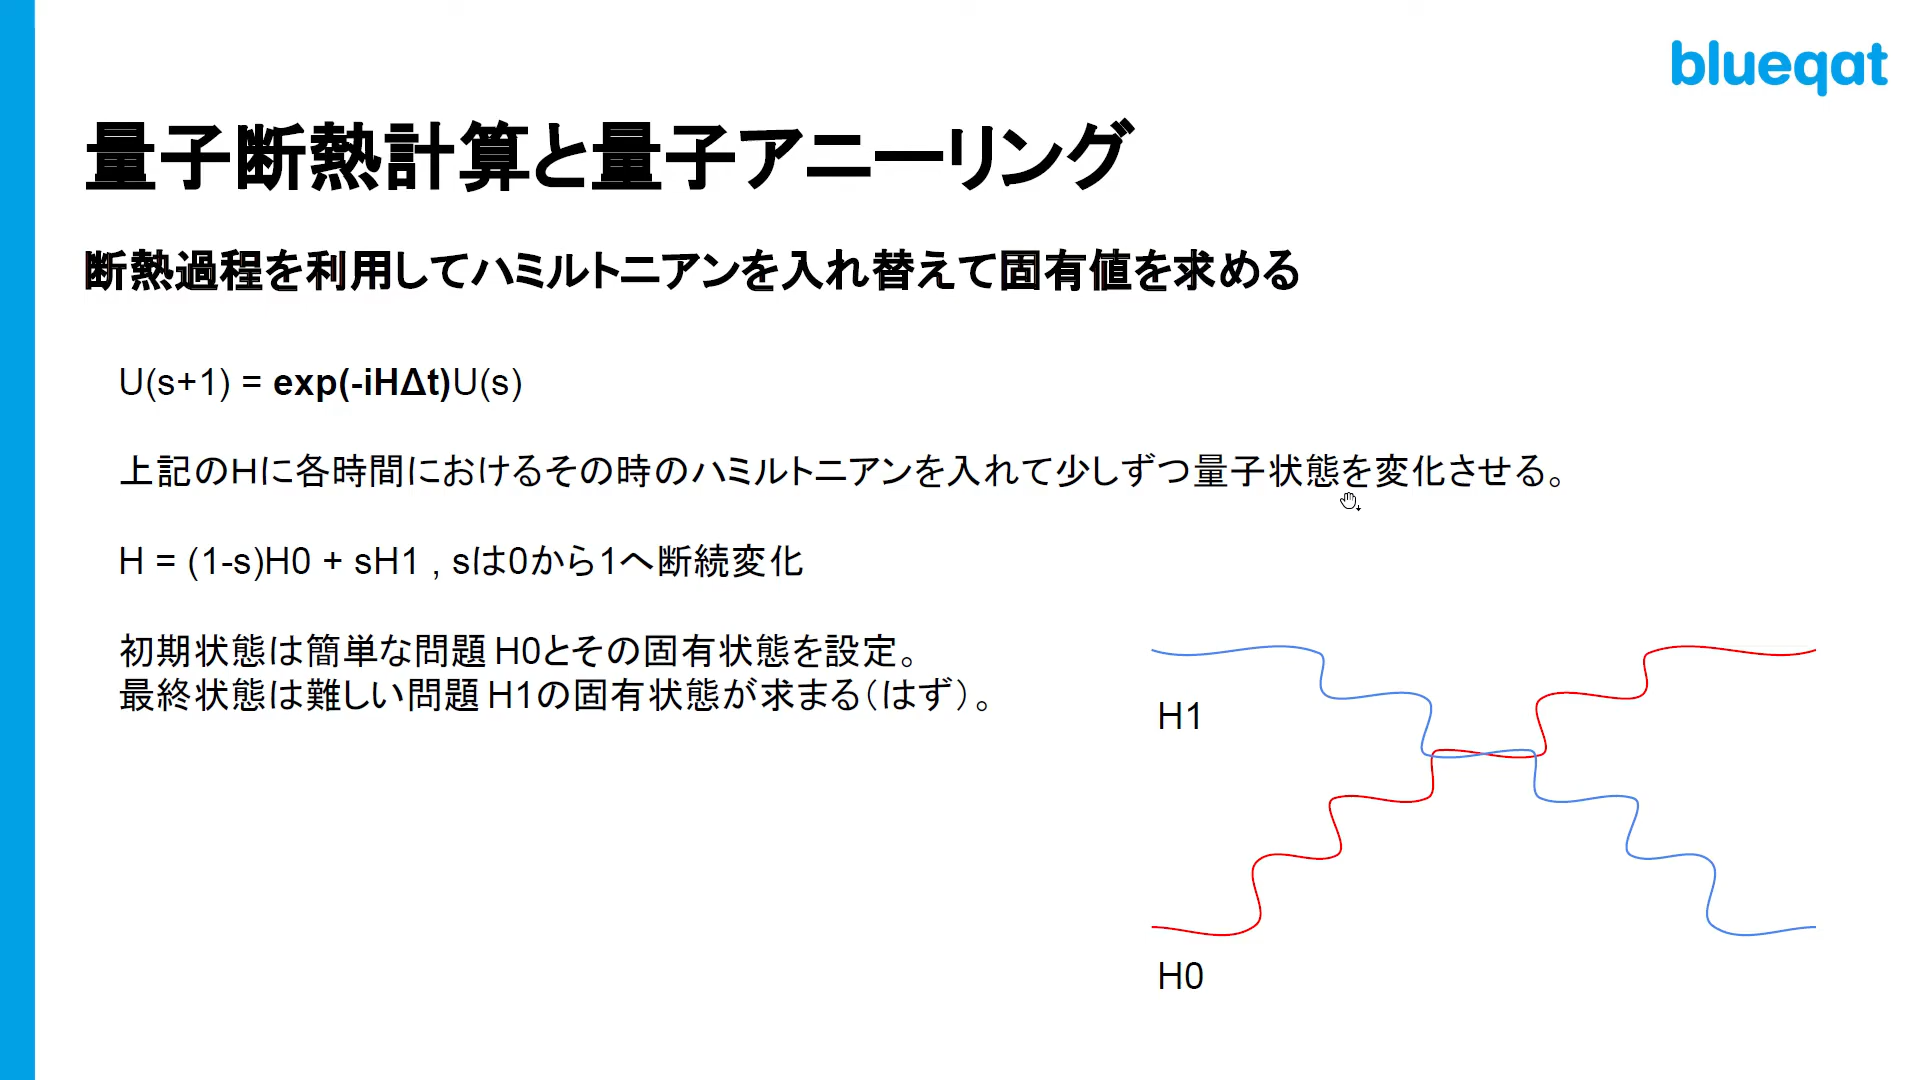 blueqat
量子断熱計算と量子アニーリング
断熱過程を利用してハミルトニアンを入れ替えて固有値を求める
U(s+1) = exp(-iHΔt)U(s)
上記のHに各時間におけるその時のハミルトニアンを入れて少しずつ量子状態を変化させる。
H = (1-s)H0 + sH1 , sは0から1へ断続変化
初期状態は簡単な問題H0とその固有状態を設定。
最終状態は難しい問題H1の固有状態が求まる（はず）。
H1
H0